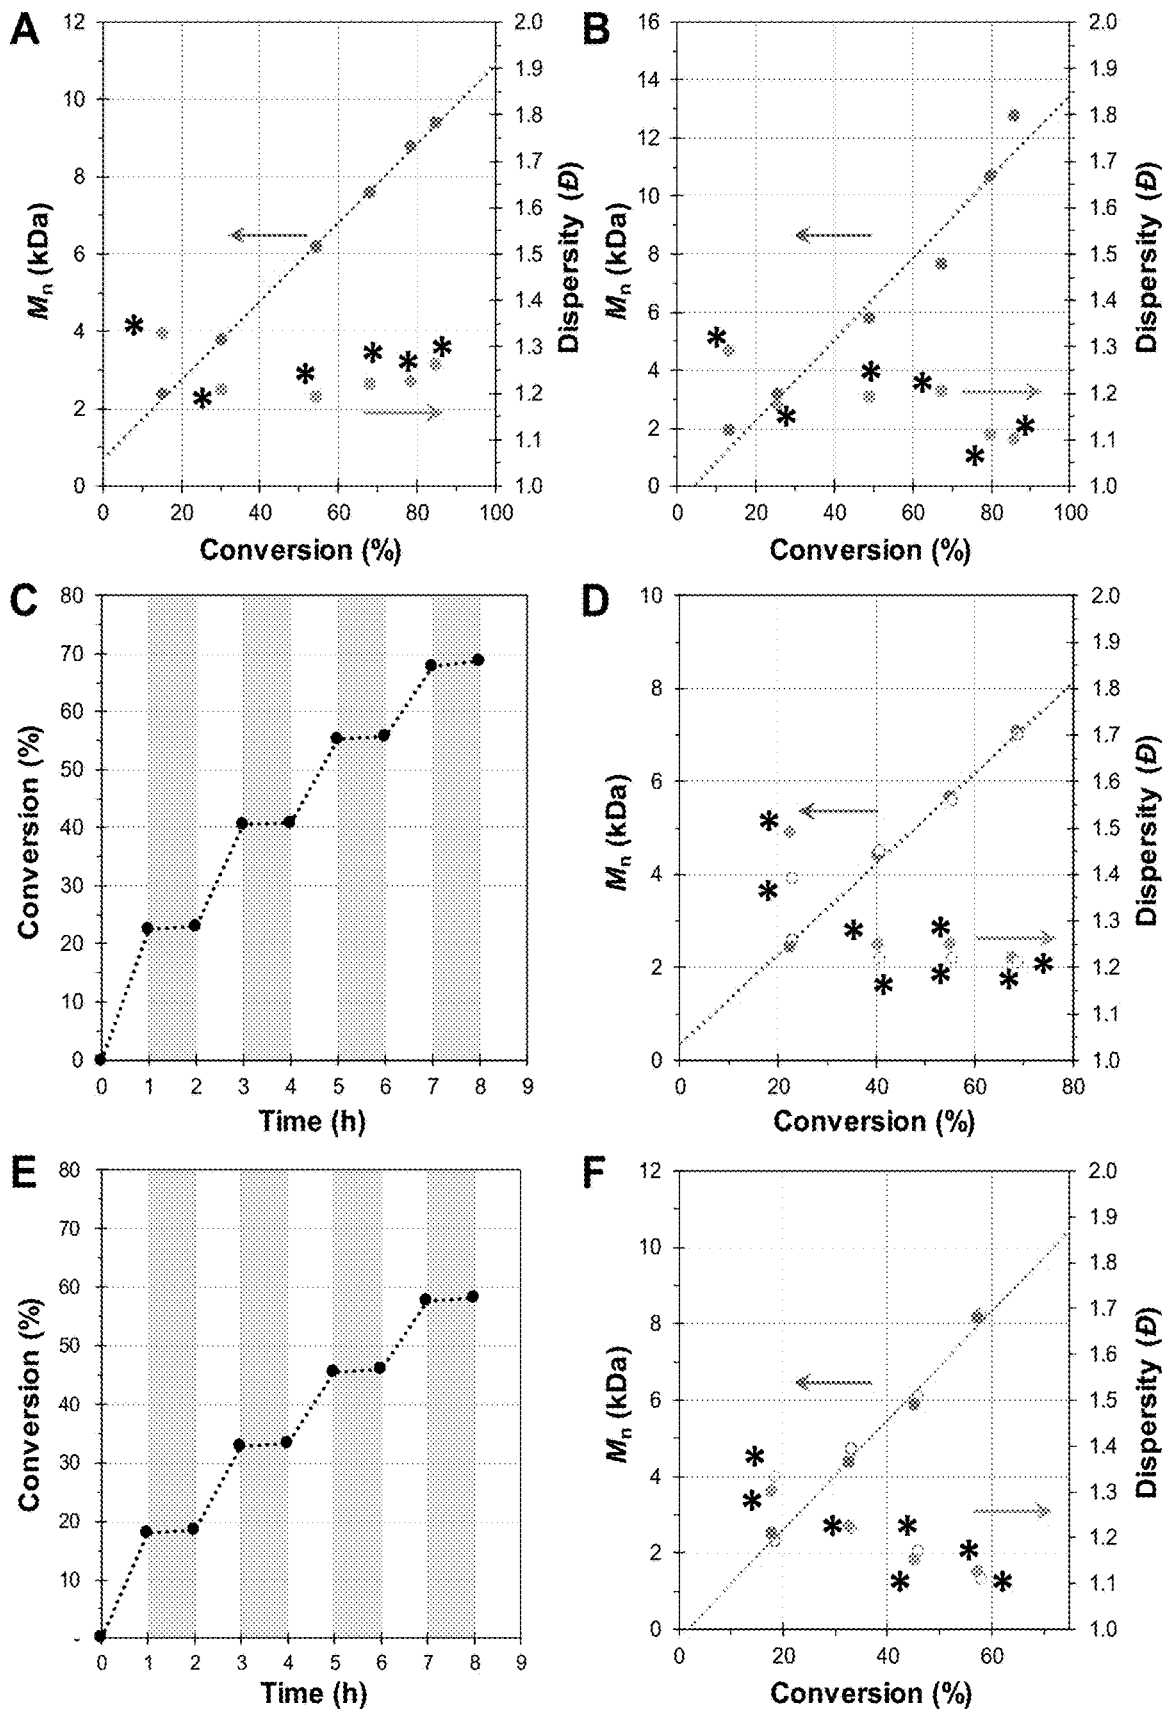 A
12
10
8
6
4
2
0
Mn (kDa)
0 20 40 60 80 100
Conversion (%)
2.0
1.9
1.8
1.7
1.6
1.5
1.4
1.3
1.2
1.1
1.0
Dispersity (Đ)
* * * * * *
B
16
14
12
10
8
6
4
2
0
Mn (kDa)
0 20 40 60 80 100
Conversion (%)
2.0
1.9
1.8
1.7
1.6
1.5
1.4
1.3
1.2
1.1
1.0
Dispersity (Đ)
* * * * * *
C
80
70
60
50
40
30
20
10
0
Conversion (%)
0 1 2 3 4 5 6 7 8 9
Time (h)
D
10
8
6
4
2
0
Mn (kDa)
0 20 40 60 80
Conversion (%)
2.0
1.9
1.8
1.7
1.6
1.5
1.4
1.3
1.2
1.1
1.0
Dispersity (Đ)
* * * * * * * *
E
80
70
60
50
40
30
20
10
-
Conversion (%)
0 1 2 3 4 5 6 7 8 9
Time (h)
F
12
10
8
6
4
2
0
Mn (kDa)
0 20 40 60
Conversion (%)
2.0
1.9
1.8
1.7
1.6
1.5
1.4
1.3
1.2
1.1
1.0
Dispersity (Đ)
* * * * * * *